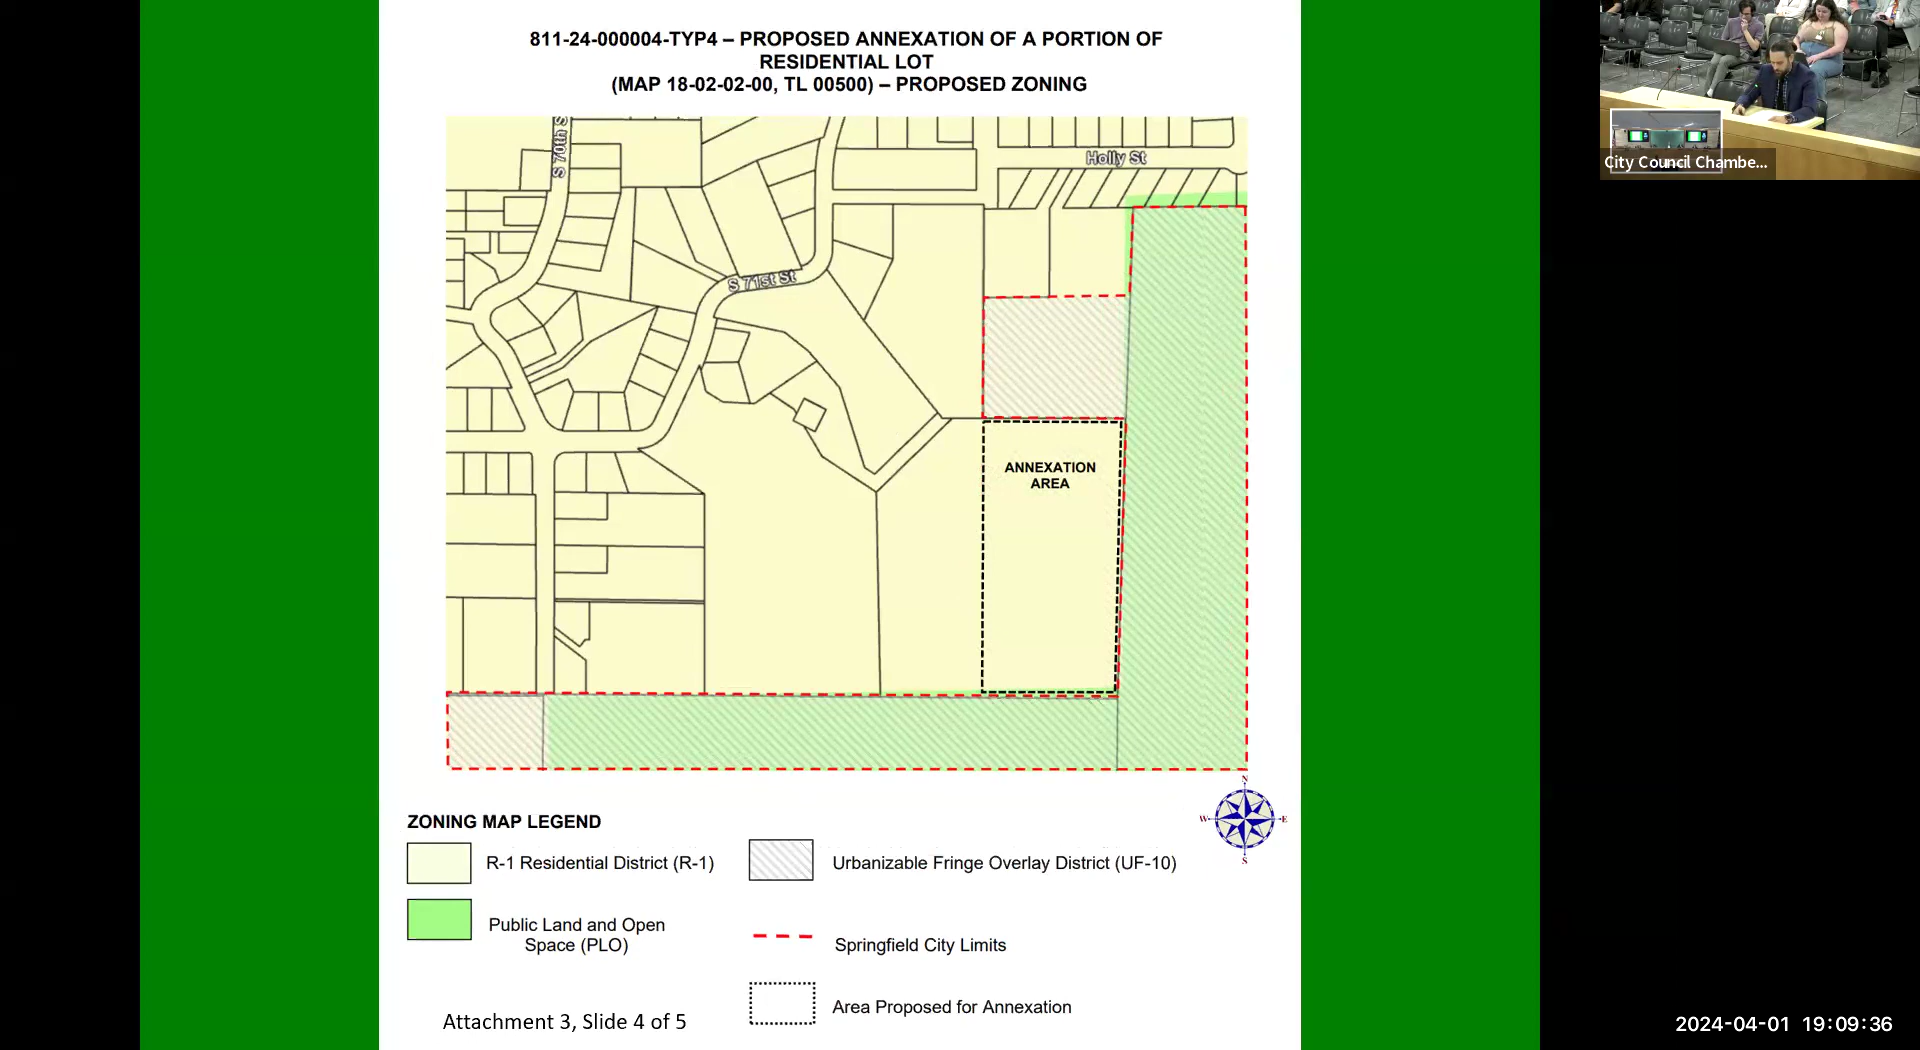 811-24-000004-TYP4 – PROPOSED ANNEXATION OF A PORTION OF
RESIDENTIAL LOT
(MAP 18-02-02-00, TL 00500) – PROPOSED ZONING
City Council Chambe...
S 70th S
Holly St
S 71st St
ANNEXATION
AREA
N
W
E
S
ZONING MAP LEGEND
R-1 Residential District (R-1)
Urbanizable Fringe Overlay District (UF-10)
Public Land and Open
Space (PLO)
Springfield City Limits
Area Proposed for Annexation
Attachment 3, Slide 4 of 5
2024-04-01 19:09:36